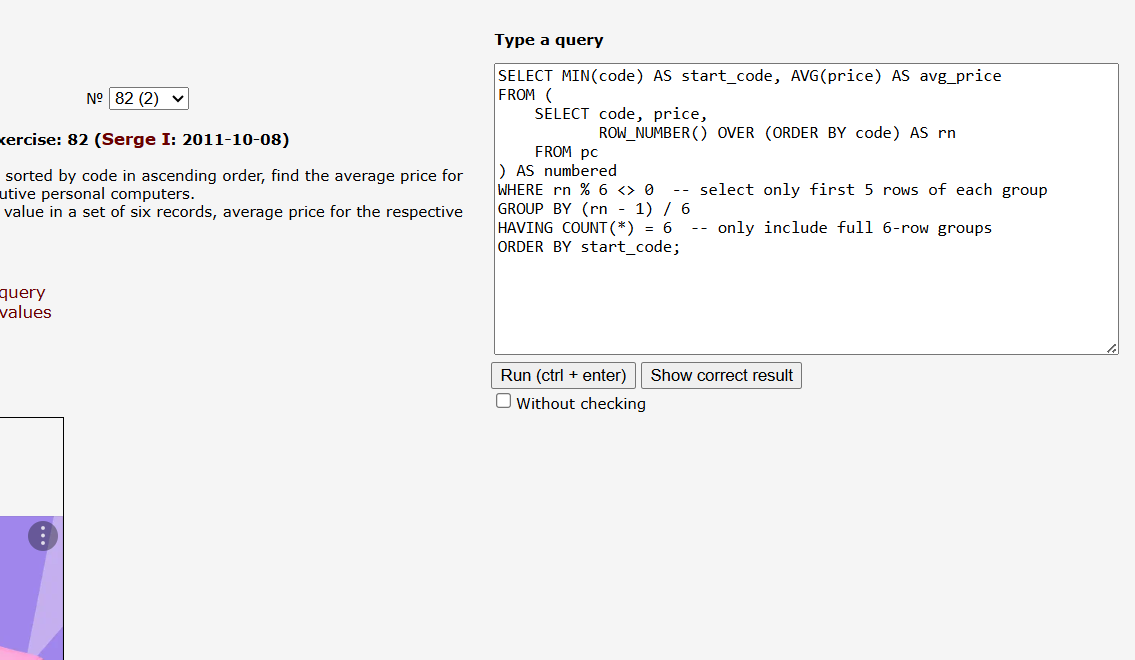 Type a query
Nº 82 (2)
xercise: 82 (Serge I: 2011-10-08)
sorted by code in ascending order, find the average price for
utive personal computers.
value in a set of six records, average price for the respective
query
values
SELECT MIN(code) AS start_code, AVG(price) AS avg_price
FROM (
    SELECT code, price,
           ROW_NUMBER() OVER (ORDER BY code) AS rn
    FROM pc
) AS numbered
WHERE rn % 6 <> 0  -- select only first 5 rows of each group
GROUP BY (rn - 1) / 6
HAVING COUNT(*) = 6  -- only include full 6-row groups
ORDER BY start_code;
Run (ctrl + enter) Show correct result
Without checking